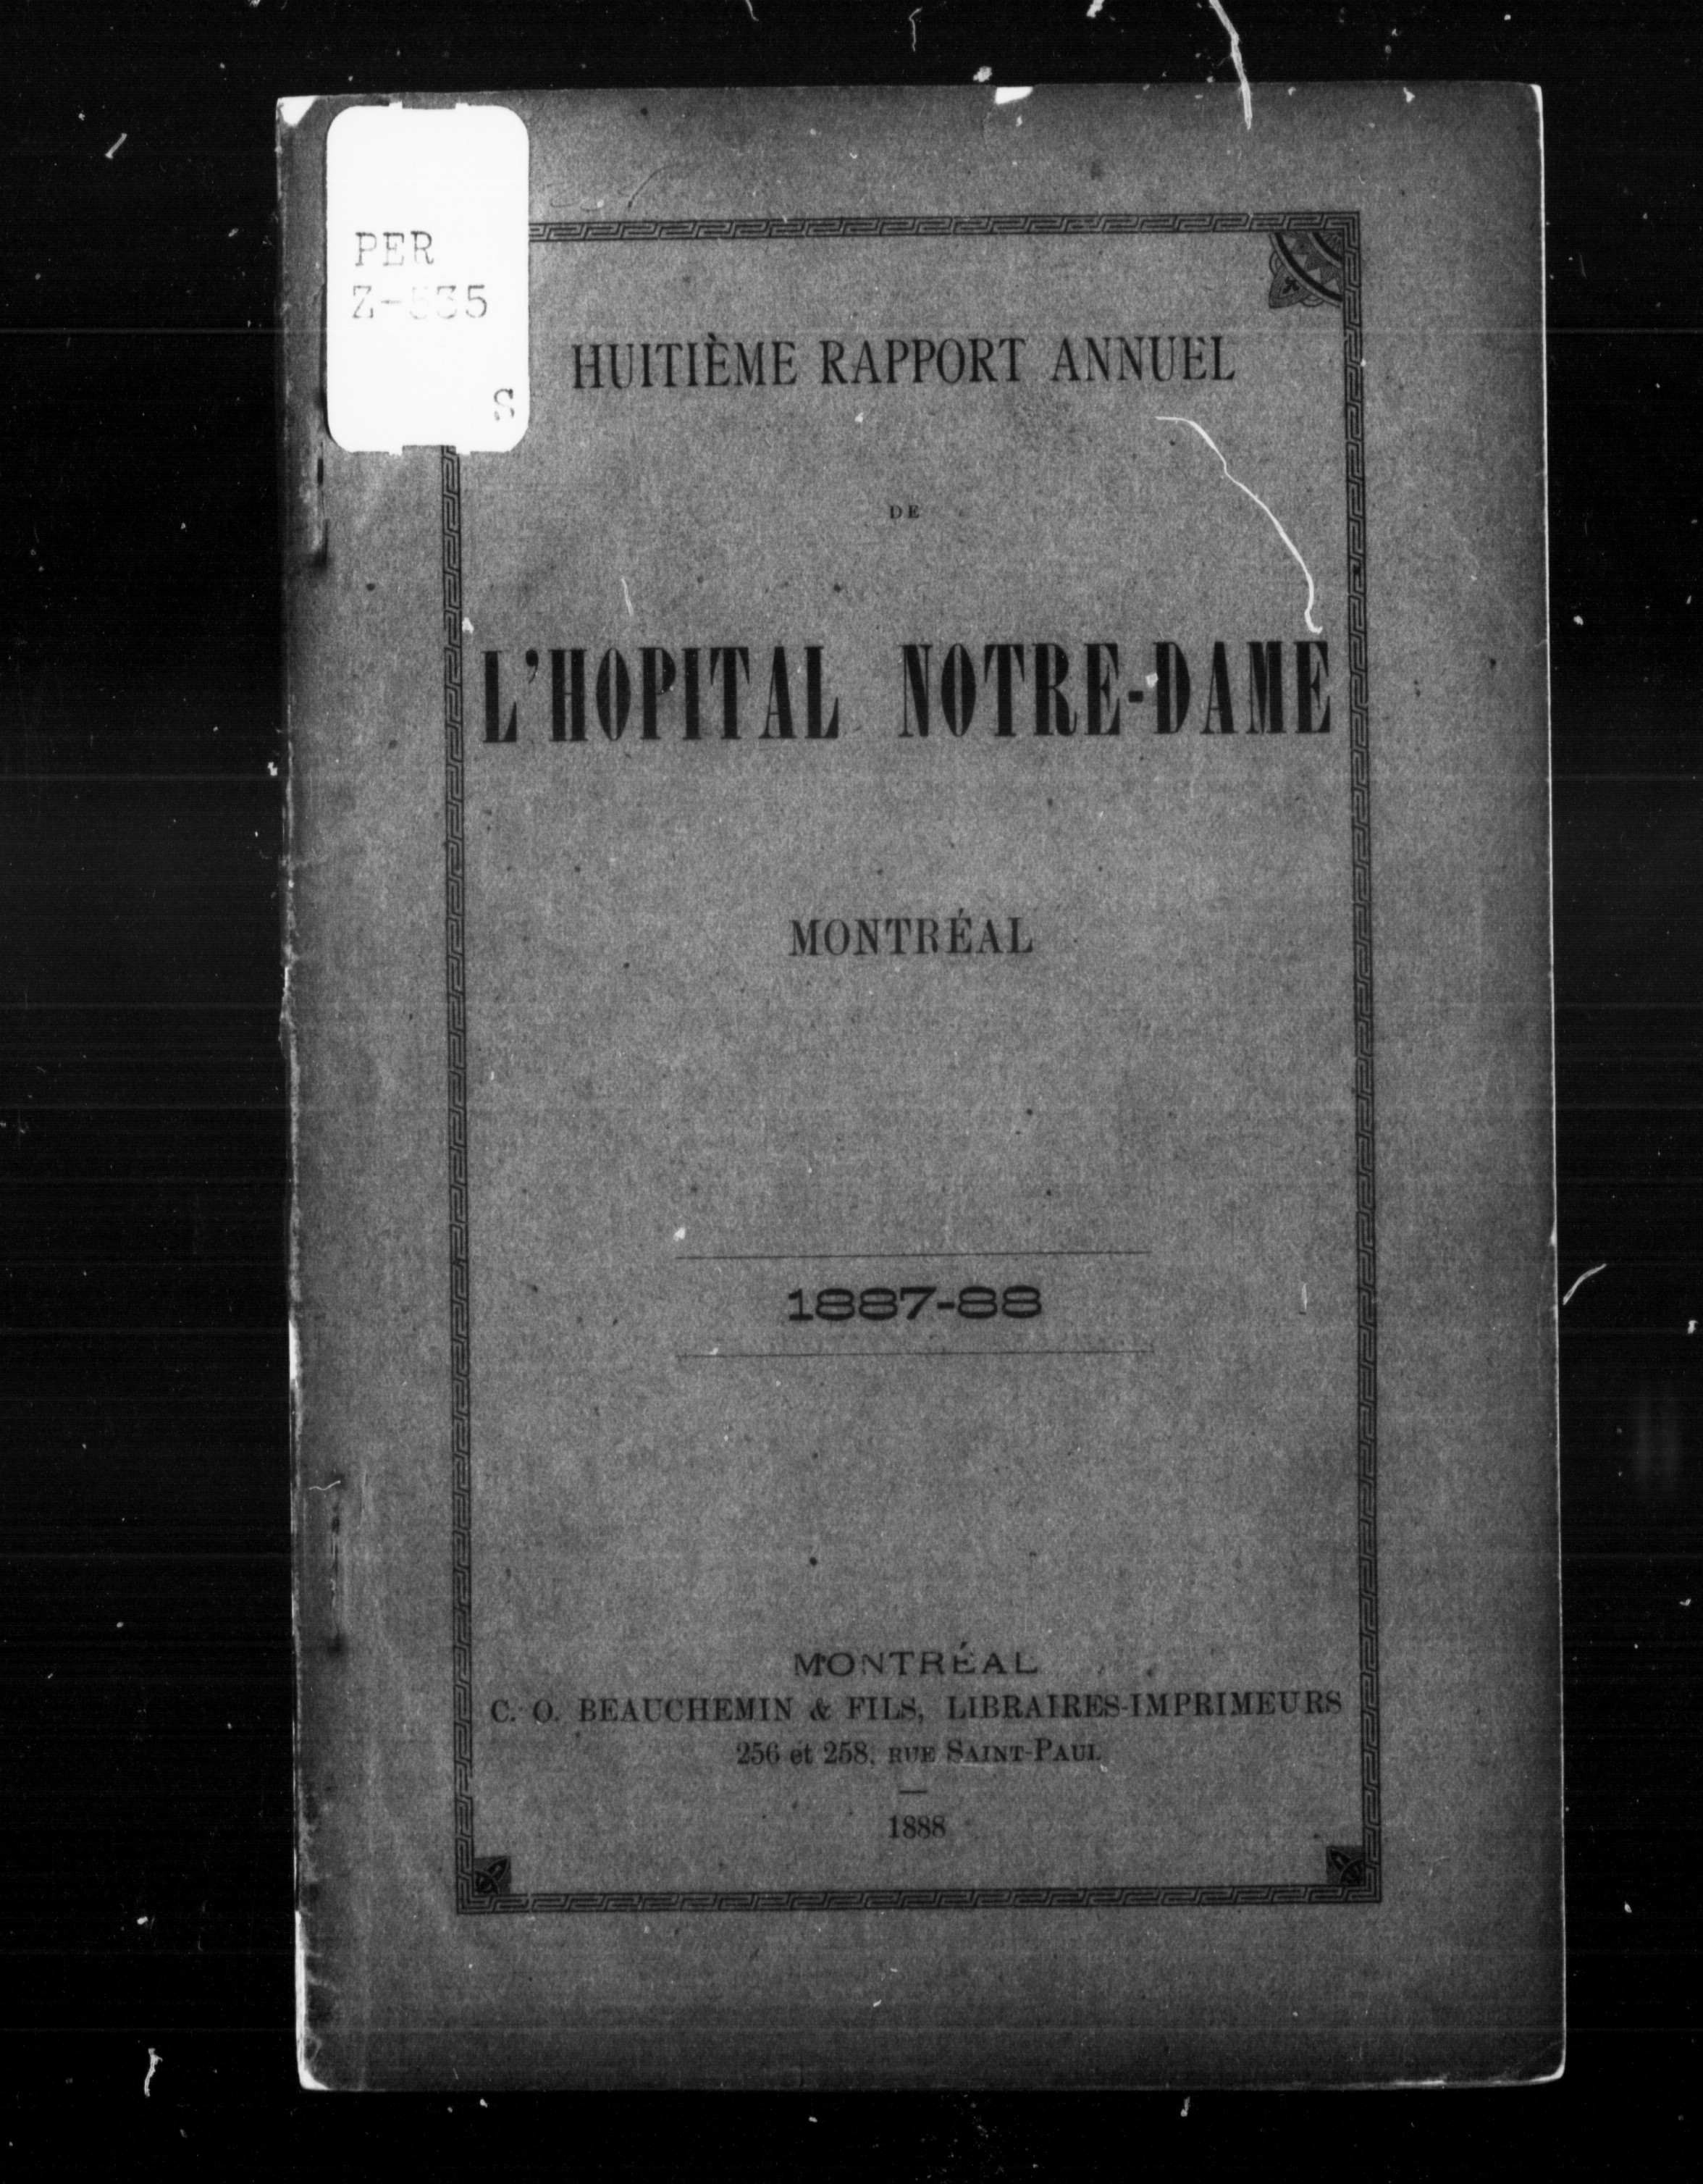 PER
Z-535
S
HUITIÈME RAPPORT ANNUEL
DE
L'HOPITAL NOTRE-DAME
MONTRÉAL
1887-88
MONTRÉAL
C. O. BEAUCHEMIN & FILS, LIBRAIRES-IMPRIMEURS
256 et 258, RUE SAINT-PAUL
1888